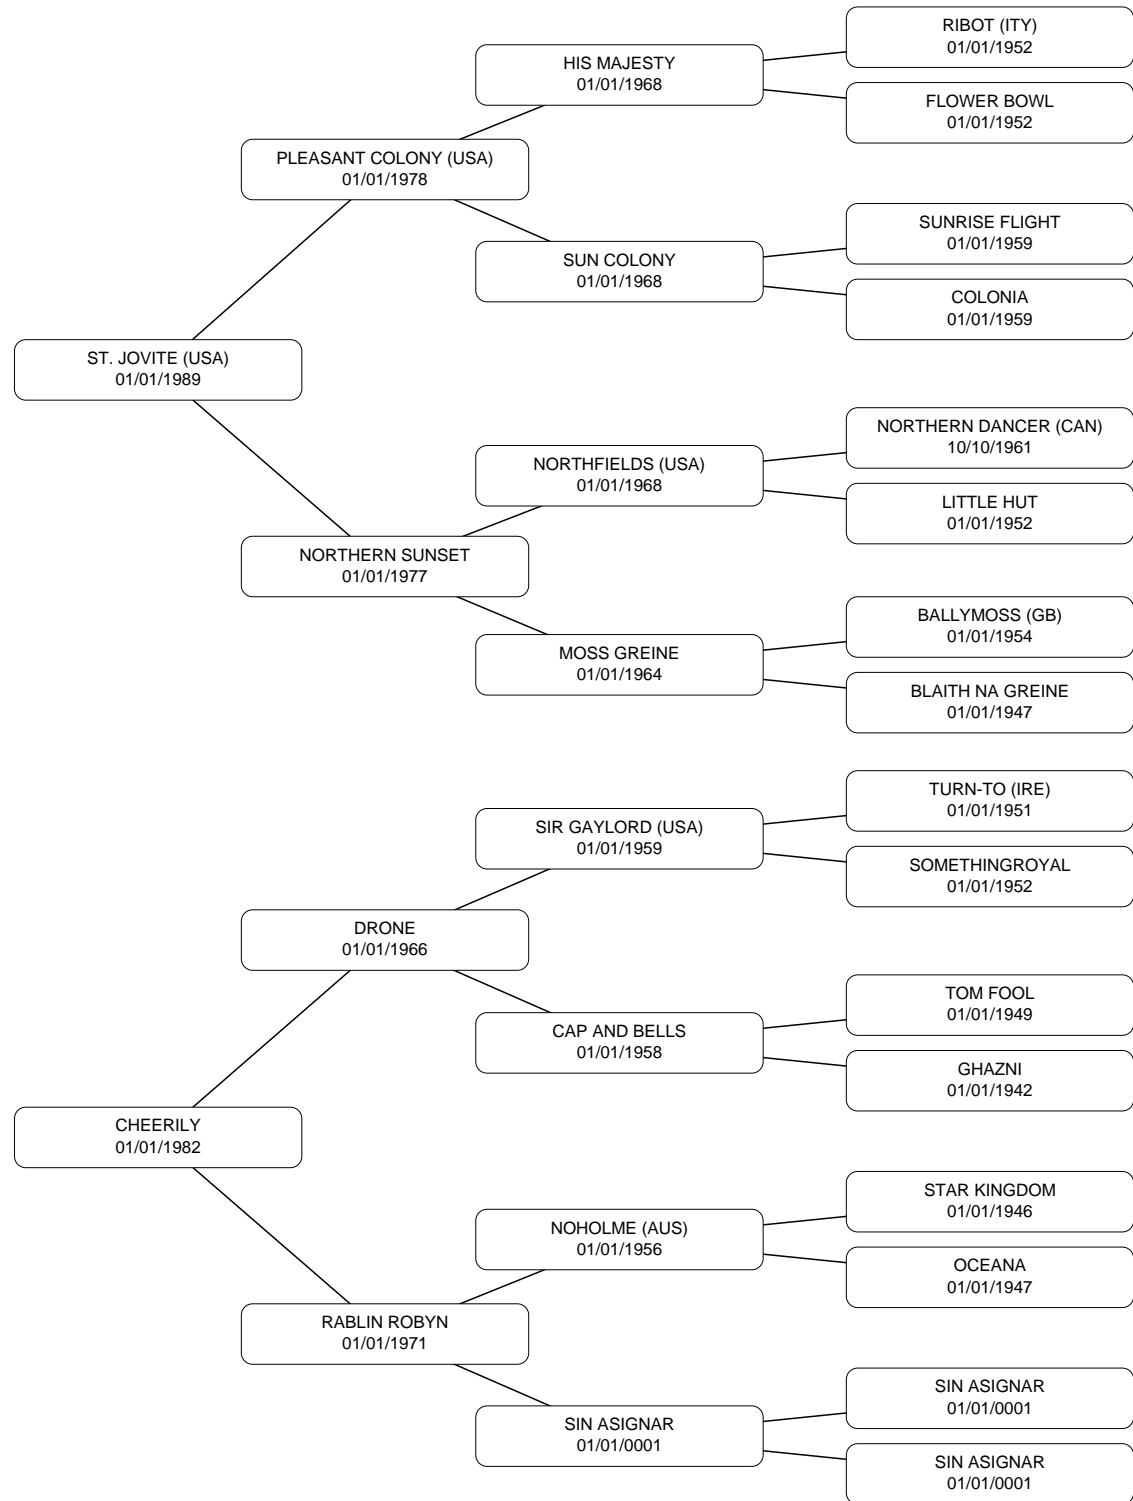 RIBOT (ITY)
01/01/1952
HIS MAJESTY
01/01/1968
FLOWER BOWL
01/01/1952
PLEASANT COLONY (USA)
01/01/1978
SUNRISE FLIGHT
01/01/1959
SUN COLONY
01/01/1968
COLONIA
01/01/1959
ST. JOVITE (USA)
01/01/1989
NORTHERN DANCER (CAN)
10/10/1961
NORTHFIELDS (USA)
01/01/1968
LITTLE HUT
01/01/1952
NORTHERN SUNSET
01/01/1977
BALLYMOSS (GB)
01/01/1954
MOSS GREINE
01/01/1964
BLAITH NA GREINE
01/01/1947
TURN-TO (IRE)
01/01/1951
SIR GAYLORD (USA)
01/01/1959
SOMETHINGROYAL
01/01/1952
DRONE
01/01/1966
TOM FOOL
01/01/1949
CAP AND BELLS
01/01/1958
GHAZNI
01/01/1942
CHEERILY
01/01/1982
STAR KINGDOM
01/01/1946
NOHOLME (AUS)
01/01/1956
OCEANA
01/01/1947
RABLIN ROBYN
01/01/1971
SIN ASIGNAR
01/01/0001
SIN ASIGNAR
01/01/0001
SIN ASIGNAR
01/01/0001